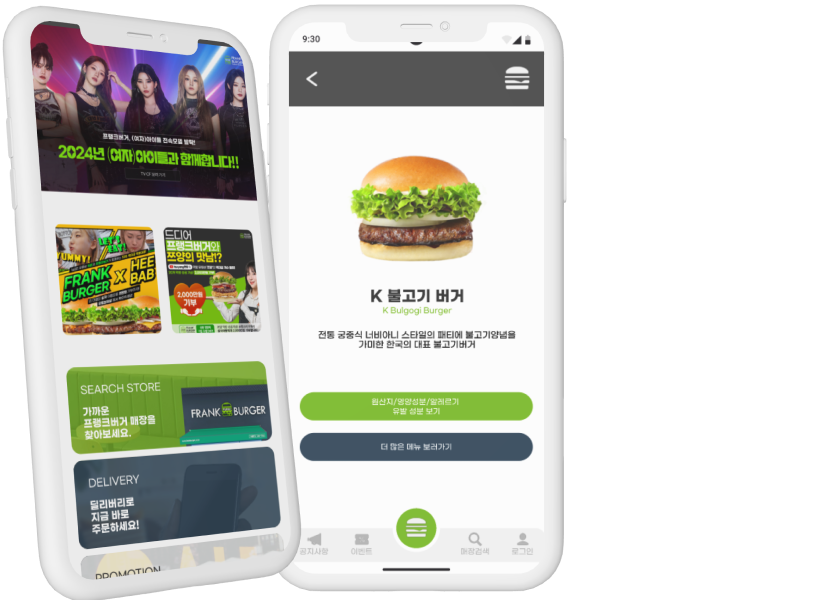 프랭크버거, (여자)아이들 전속모델 발탁!
2024년 (여자)아이들과 함께합니다!!
YUMMY!
LET'S
EAT!
FRANK
BURGER
X
HEE
BAB
드디어
프랭크버거와
쯔양의 맛남!?
2,000만원
기부
SEARCH STORE
가까운
프랭크버거 매장을
찾아보세요.
FRANK BURGER
DELIVERY
딜리버리로
지금 바로
주문하세요!
PROMOTION
9:30
K 불고기 버거
K Bulgogi Burger
전통 궁중식 너비아니 스타일의 패티에 불고기양념을
가미한 한국의 대표 불고기버거
원산지/영양성분/알레르기
유발 성분 보기
더 많은 메뉴 보러가기
공지사항
이벤트
매장검색
로그인